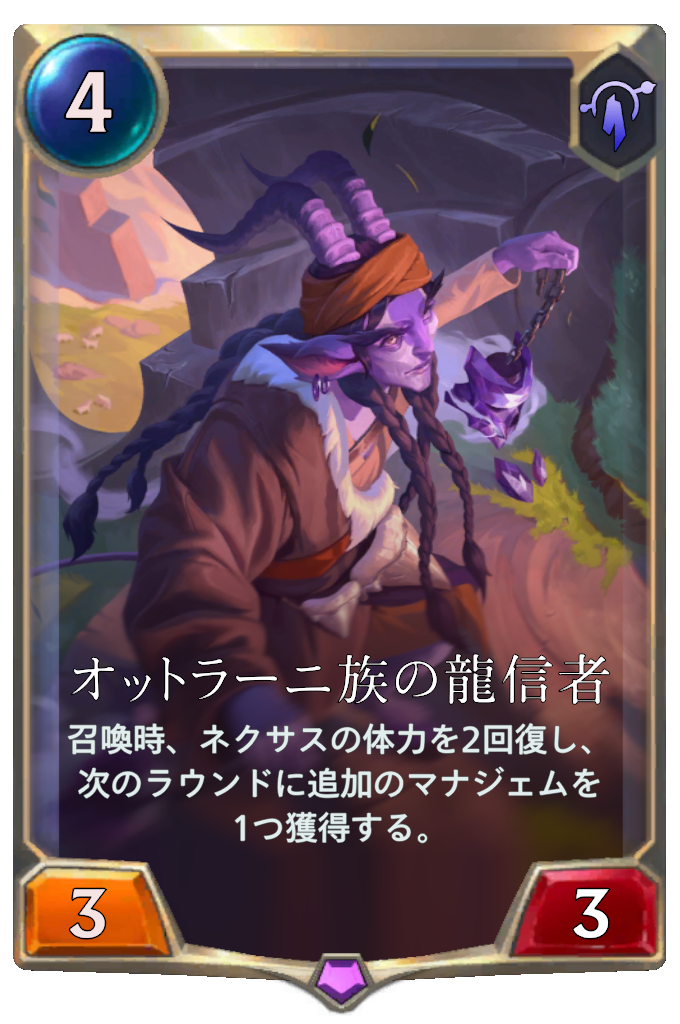 4
オットラーニ族の龍信者
召喚時、ネクサスの体力を2回復し、
次のラウンドに追加のマナジェムを
1つ獲得する。
3
3